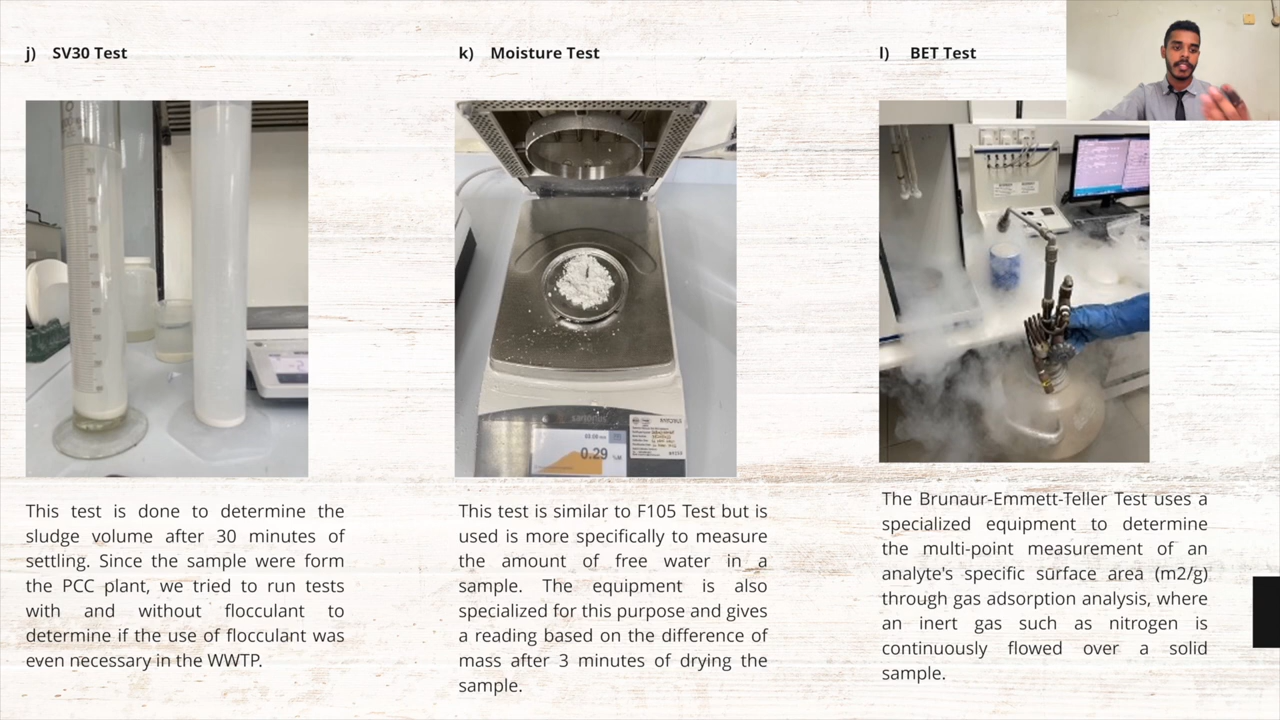 j) SV30 Test
This test is done to determine the
sludge volume after 30 minutes of
settling. Since the sample were form
the PCC plant, we tried to run tests
with and without flocculant to
determine if the use of flocculant was
even necessary in the WWTP.
k) Moisture Test
sartorius
0.29 %M
This test is similar to F105 Test but is
used is more specifically to measure
the amount of free water in a
sample. The equipment is also
specialized for this purpose and gives
a reading based on the difference of
mass after 3 minutes of drying the
sample.
l) BET Test
The Brunaur-Emmett-Teller Test uses a
specialized equipment to determine
the multi-point measurement of an
analyte's specific surface area (m2/g)
through gas adsorption analysis, where
an inert gas such as nitrogen is
continuously flowed over a solid
sample.